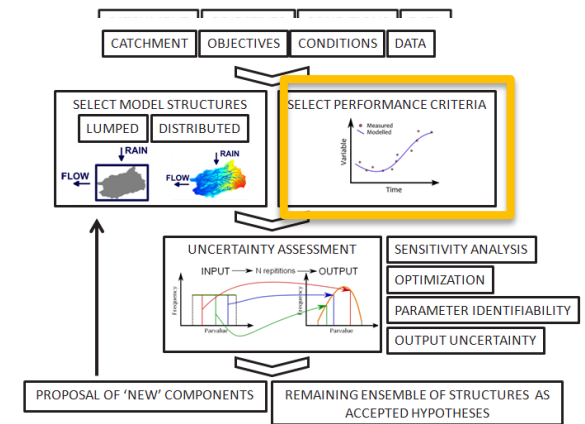 CATCHMENT OBJECTIVES CONDITIONS DATA
SELECT MODEL STRUCTURES
LUMPED DISTRIBUTED
RAIN
FLOW
RAIN
FLOW
SELECT PERFORMANCE CRITERIA
Measured
Modelled
Variable
Time
UNCERTAINTY ASSESSMENT
INPUT N repititions OUTPUT
Frequency
Parvalue
Frequency
Parvalue
SENSITIVITY ANALYSIS
OPTIMIZATION
PARAMETER IDENTIFIABILITY
OUTPUT UNCERTAINTY
PROPOSAL OF ‘NEW’ COMPONENTS
REMAINING ENSEMBLE OF STRUCTURES AS
ACCEPTED HYPOTHESES